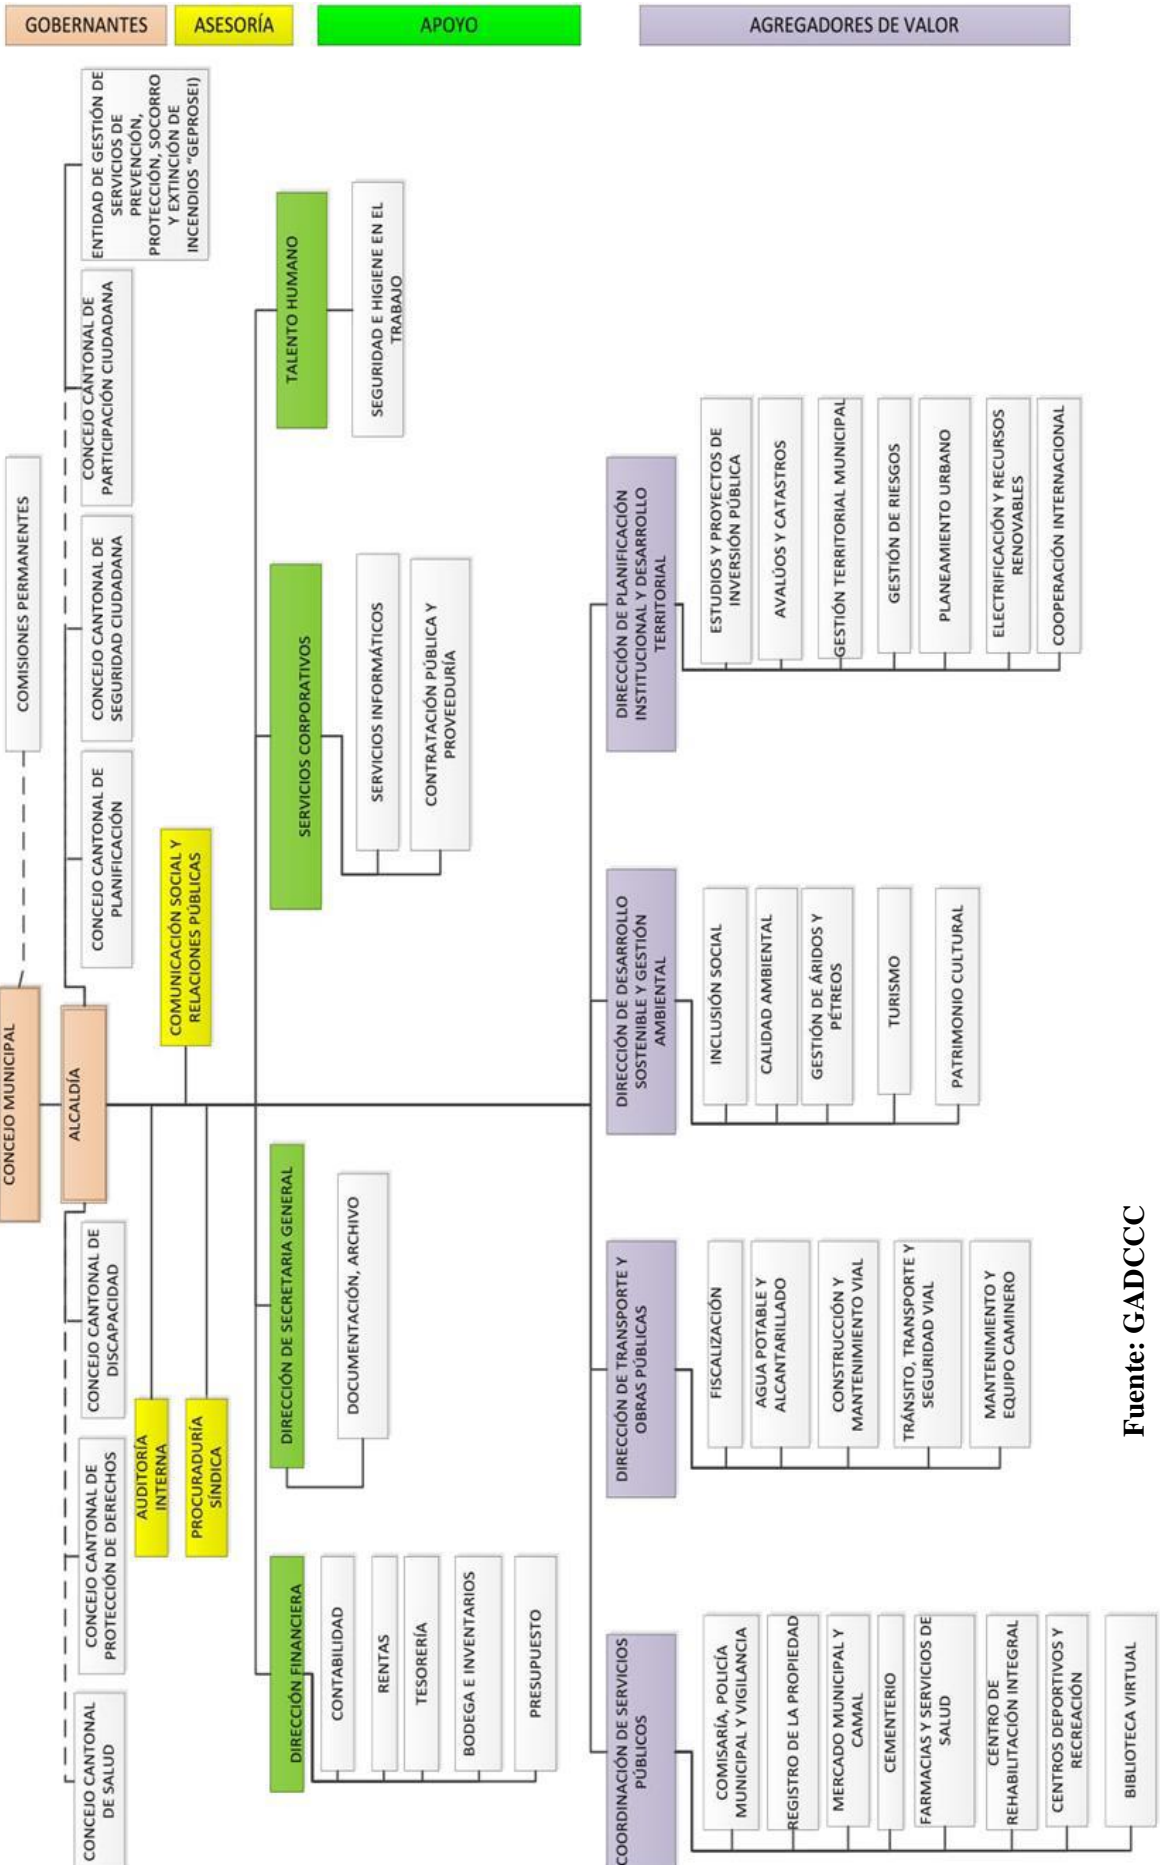 GOBERNANTES
ASESORÍA
APOYO
AGREGADORES DE VALOR
CONCEJO MUNICIPAL
COMISIONES PERMANENTES
ALCALDÍA
CONCEJO CANTONAL
DE SALUD
CONCEJO CANTONAL DE
PROTECCIÓN DE DERECHOS
CONCEJO CANTONAL DE
DISCAPACIDAD
CONCEJO CANTONAL DE
PLANIFICACIÓN
CONCEJO CANTONAL DE
SEGURIDAD CIUDADANA
CONCEJO CANTONAL DE
PARTICIPACIÓN CIUDADANA
ENTIDAD DE GESTIÓN DE
SERVICIOS DE
PREVENCIÓN,
PROTECCIÓN, SOCORRO
Y EXTINCIÓN DE
INCENDIOS “GEPROSEI)
AUDITORÍA
INTERNA
PROCURADURÍA
SÍNDICA
COMUNICACIÓN SOCIAL Y
RELACIONES PÚBLICAS
DIRECCIÓN FINANCIERA
CONTABILIDAD
RENTAS
TESORERÍA
BODEGA E INVENTARIOS
PRESUPUESTO
DIRECCIÓN DE SECRETARIA GENERAL
DOCUMENTACIÓN, ARCHIVO
SERVICIOS CORPORATIVOS
SERVICIOS INFORMÁTICOS
CONTRATACIÓN PÚBLICA Y
PROVEEDURÍA
TALENTO HUMANO
SEGURIDAD E HIGIENE EN EL
TRABAJO
COORDINACIÓN DE SERVICIOS
PÚBLICOS
COMISARÍA, POLICÍA
MUNICIPAL Y VIGILANCIA
REGISTRO DE LA PROPIEDAD
MERCADO MUNICIPAL Y
CAMAL
CEMENTERIO
FARMACIAS Y SERVICIOS DE
SALUD
CENTRO DE
REHABILITACIÓN INTEGRAL
CENTROS DEPORTIVOS Y
RECREACIÓN
BIBLIOTECA VIRTUAL
DIRECCIÓN DE TRANSPORTE Y
OBRAS PÚBLICAS
FISCALIZACIÓN
AGUA POTABLE Y
ALCANTARILLADO
CONSTRUCCIÓN Y
MANTENIMIENTO VIAL
TRÁNSITO, TRANSPORTE Y
SEGURIDAD VIAL
MANTENIMIENTO Y
EQUIPO CAMINERO
DIRECCIÓN DE DESARROLLO
SOSTENIBLE Y GESTIÓN
AMBIENTAL
INCLUSIÓN SOCIAL
CALIDAD AMBIENTAL
GESTIÓN DE ÁRIDOS Y
PÉTREOS
TURISMO
PATRIMONIO CULTURAL
DIRECCIÓN DE PLANIFICACIÓN
INSTITUCIONAL Y DESARROLLO
TERRITORIAL
ESTUDIOS Y PROYECTOS DE
INVERSIÓN PÚBLICA
AVALÚOS Y CATASTROS
GESTIÓN TERRITORIAL MUNICIPAL
GESTIÓN DE RIESGOS
PLANEAMIENTO URBANO
ELECTRIFICACIÓN Y RECURSOS
RENOVABLES
COOPERACIÓN INTERNACIONAL
Fuente: GADCCC